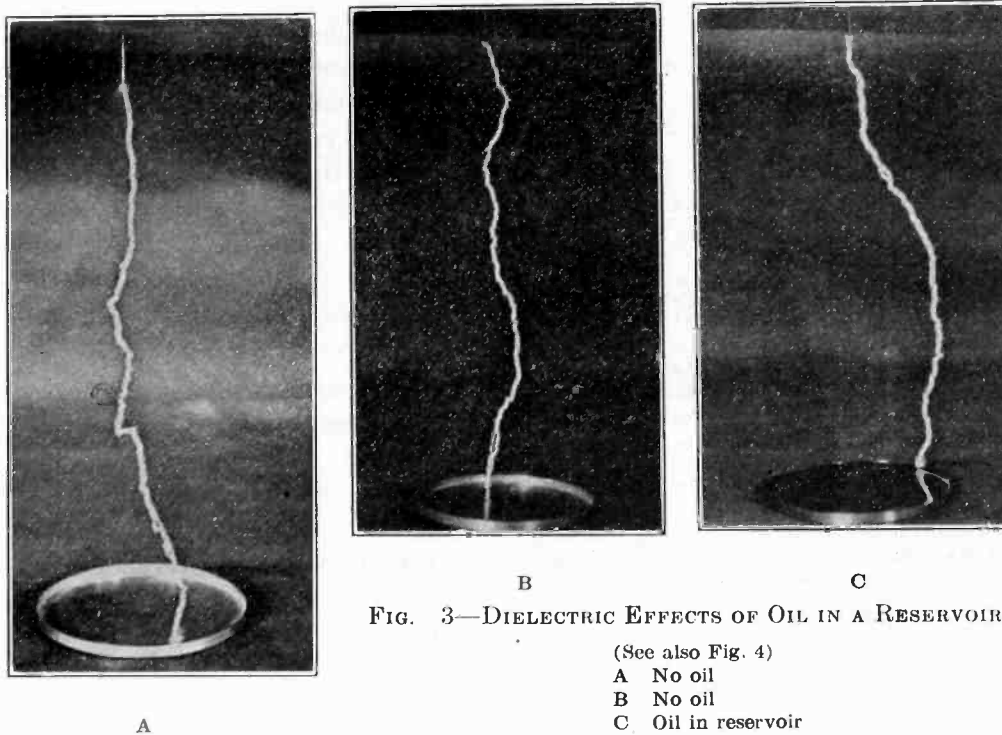 B
C
FIG. 3—DIELECTRIC EFFECTS OF OIL IN A RESERVOIR
(See also Fig. 4)
A No oil
B No oil
C Oil in reservoir
A